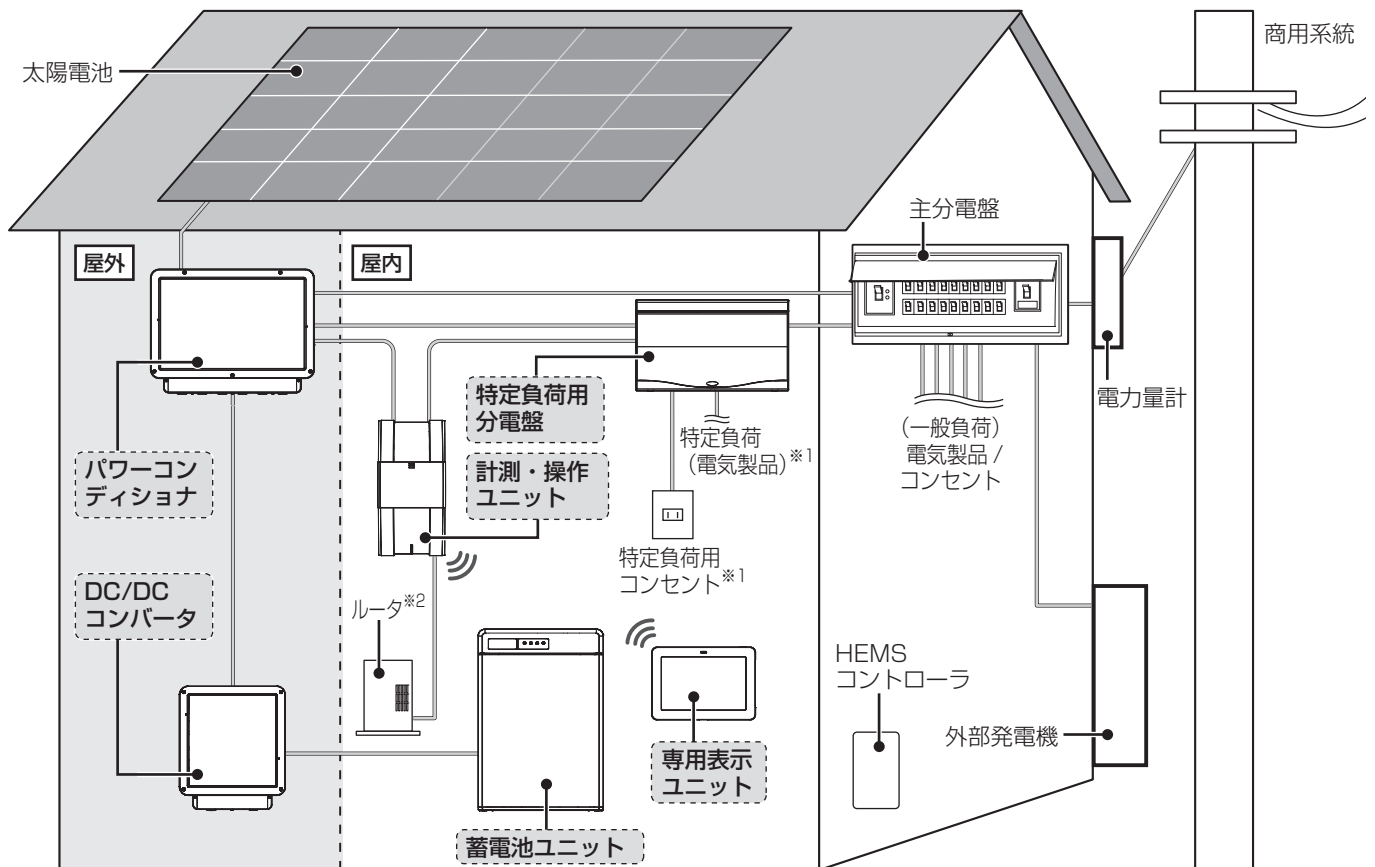 商用系統
太陽電池
主分電盤
屋外
屋内
電力量計
特定負荷用
分電盤
特定負荷
（電気製品）※1
（一般負荷）
電気製品 /
コンセント
パワーコン
ディショナ
計測・操作
ユニット
特定負荷用
コンセント※1
DC/DC
コンバータ
ルータ※2
HEMS
コントローラ
外部発電機
専用表示
ユニット
蓄電池ユニット